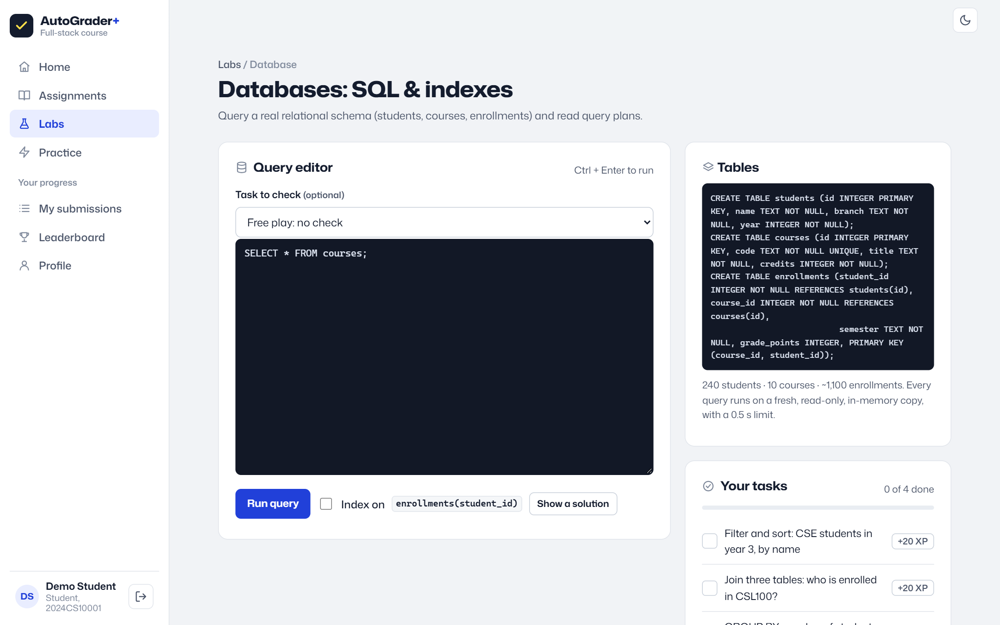 AutoGrader+
Full-stack course
Home
Assignments
Labs
Practice
Your progress
My submissions
Leaderboard
Profile
DS
Demo Student
Student,
2024CS10001
Labs / Database
Databases: SQL & indexes
Query a real relational schema (students, courses, enrollments) and read query plans.
Query editor
Ctrl + Enter to run
Task to check (optional)
Free play: no check
SELECT * FROM courses;
Run query
Index on enrollments(student_id)
Show a solution
Tables
CREATE TABLE students (id INTEGER PRIMARY
KEY, name TEXT NOT NULL, branch TEXT NOT
NULL, year INTEGER NOT NULL);
CREATE TABLE courses (id INTEGER PRIMARY
KEY, code TEXT NOT NULL UNIQUE, title TEXT
NOT NULL, credits INTEGER NOT NULL);
CREATE TABLE enrollments (student_id
INTEGER NOT NULL REFERENCES students(id),
course_id INTEGER NOT NULL REFERENCES
courses(id),
semester TEXT NOT
NULL, grade_points INTEGER, PRIMARY KEY
(course_id, student_id));
240 students · 10 courses · ~1,100 enrollments. Every
query runs on a fresh, read-only, in-memory copy,
with a 0.5 s limit.
Your tasks
0 of 4 done
Filter and sort: CSE students in
year 3, by name
+20 XP
Join three tables: who is enrolled
in CSL100?
+20 XP